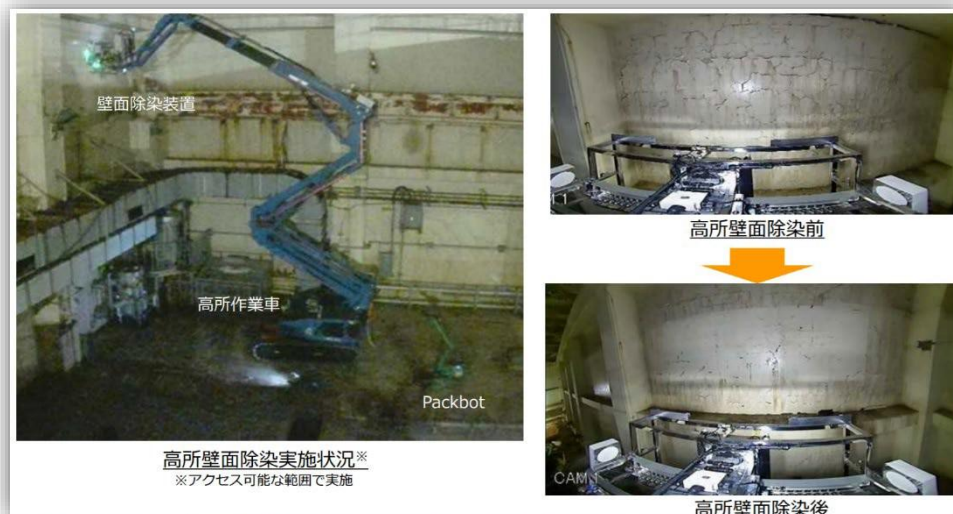 壁面除染装置
高所作業車
Packbot
高所壁面除染実施状況※
※アクセス可能な範囲で実施
高所壁面除染前
CAM1
高所壁面除染後